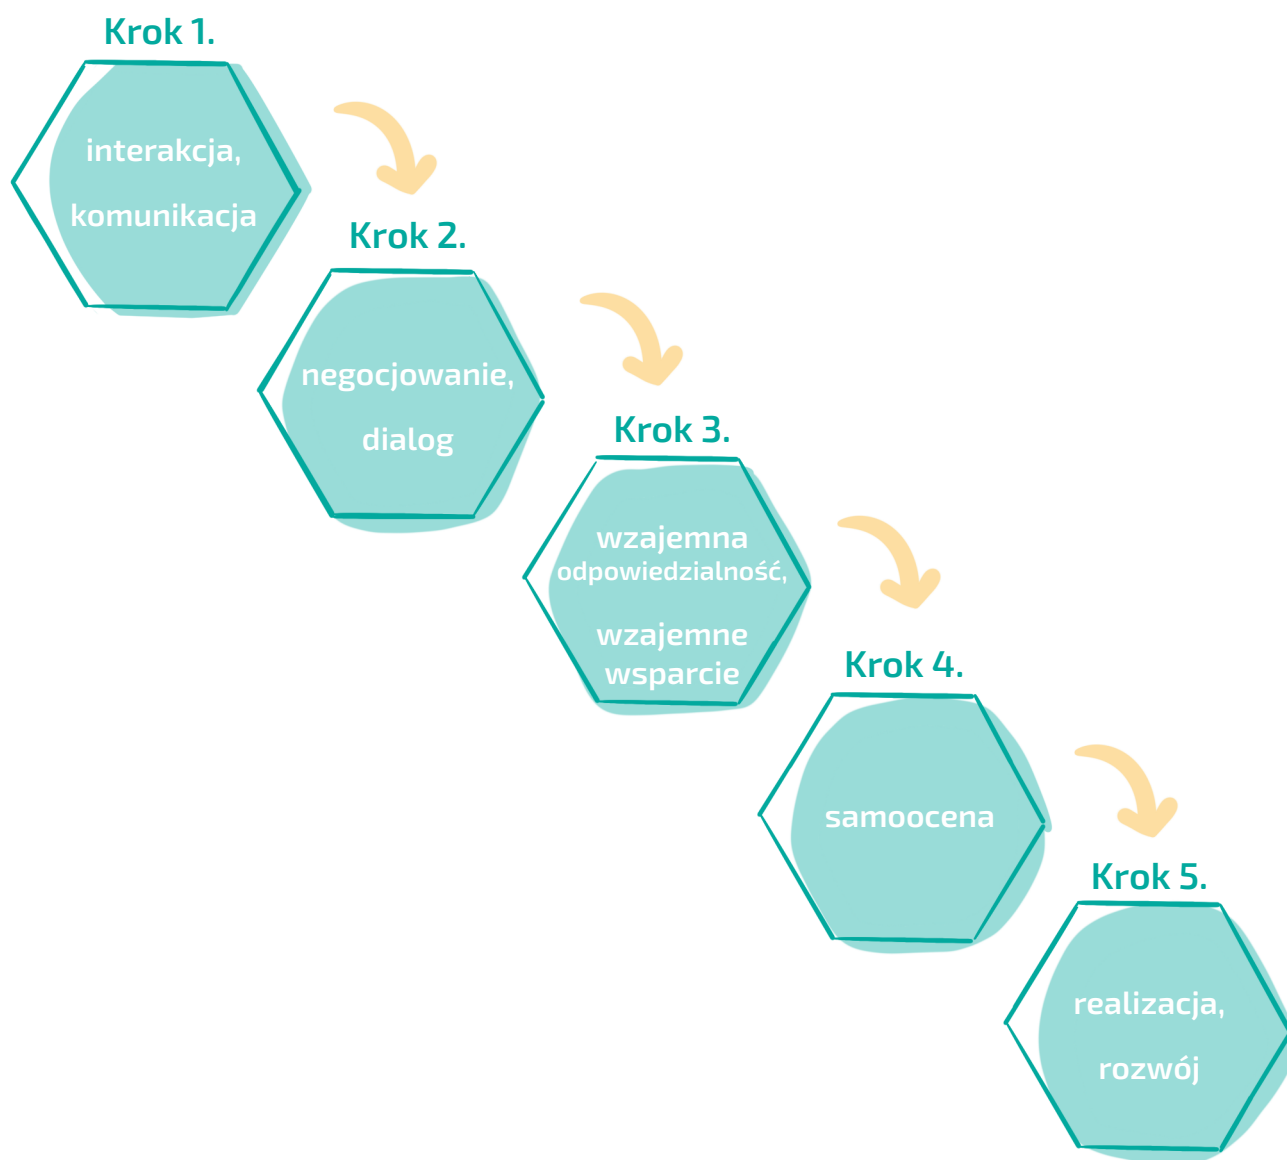 Krok 1.
interakcja,
komunikacja
Krok 2.
negocjowanie,
dialog
Krok 3.
wzajemna
odpowiedzialność,
wzajemne
wsparcie
Krok 4.
samoocena
Krok 5.
realizacja,
rozwój